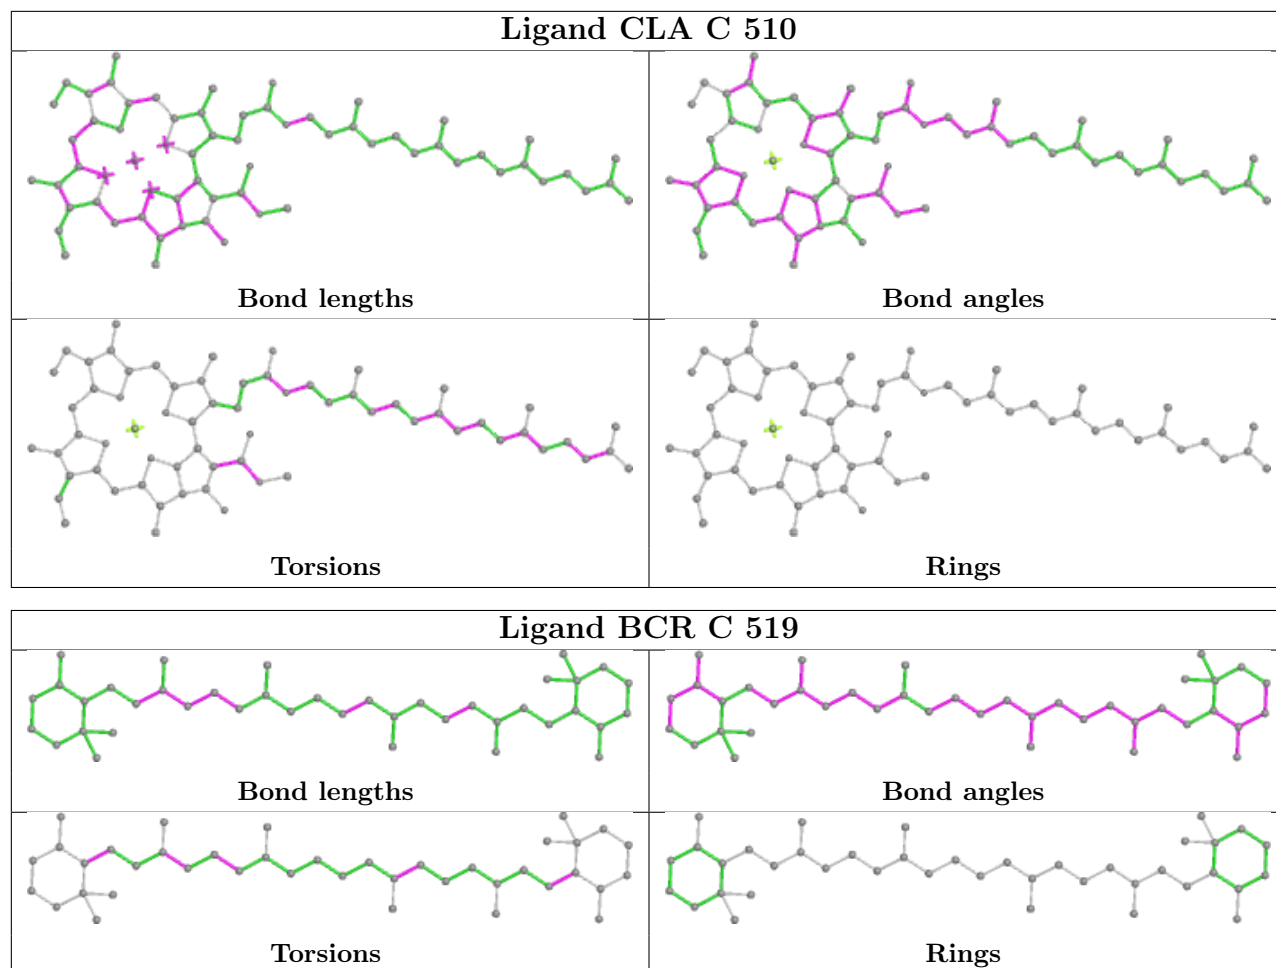 Ligand CLA C 510
Bond lengths
Bond angles
Torsions
Rings
Ligand BCR C 519
Bond lengths
Bond angles
Torsions
Rings